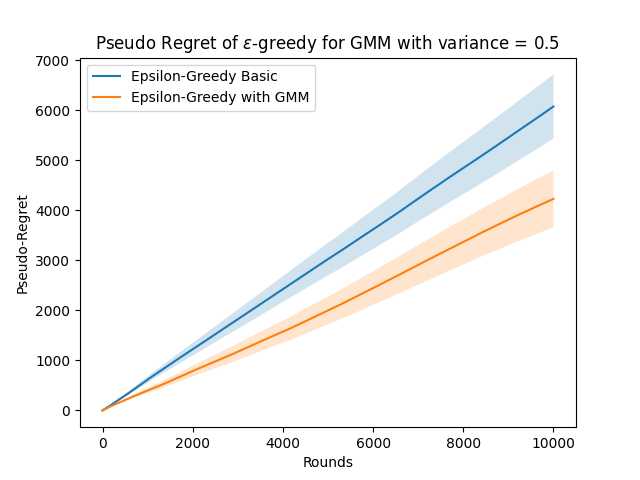 Pseudo Regret of ε-greedy for GMM with variance = 0.5
Epsilon-Greedy Basic
Epsilon-Greedy with GMM
Pseudo-Regret
7000
6000
5000
4000
3000
2000
1000
0
0 2000 4000 6000 8000 10000
Rounds